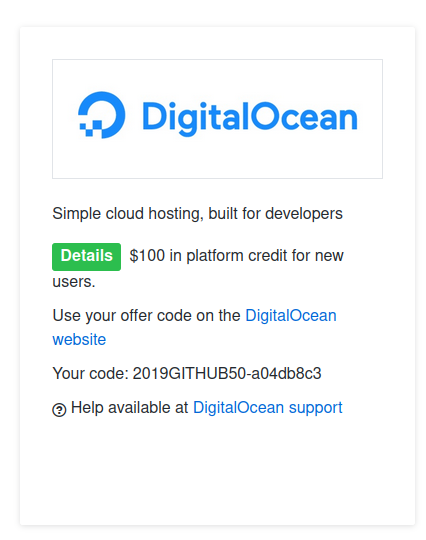 DigitalOcean
Simple cloud hosting, built for developers
Details $100 in platform credit for new
users.
Use your offer code on the DigitalOcean
website
Your code: 2019GITHUB50-a04db8c3
Help available at DigitalOcean support